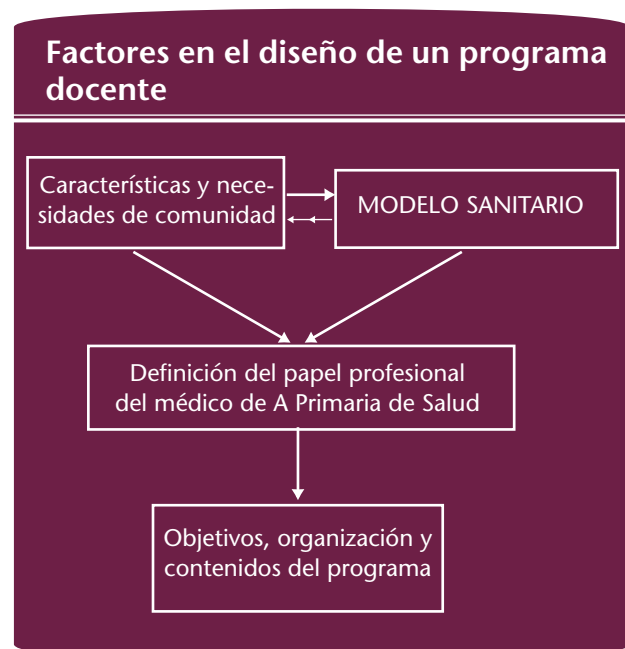 Factores en el diseño de un programa
docente
Características y nece-
sidades de comunidad
MODELO SANITARIO
Definición del papel profesional
del médico de A Primaria de Salud
Objetivos, organización y
contenidos del programa